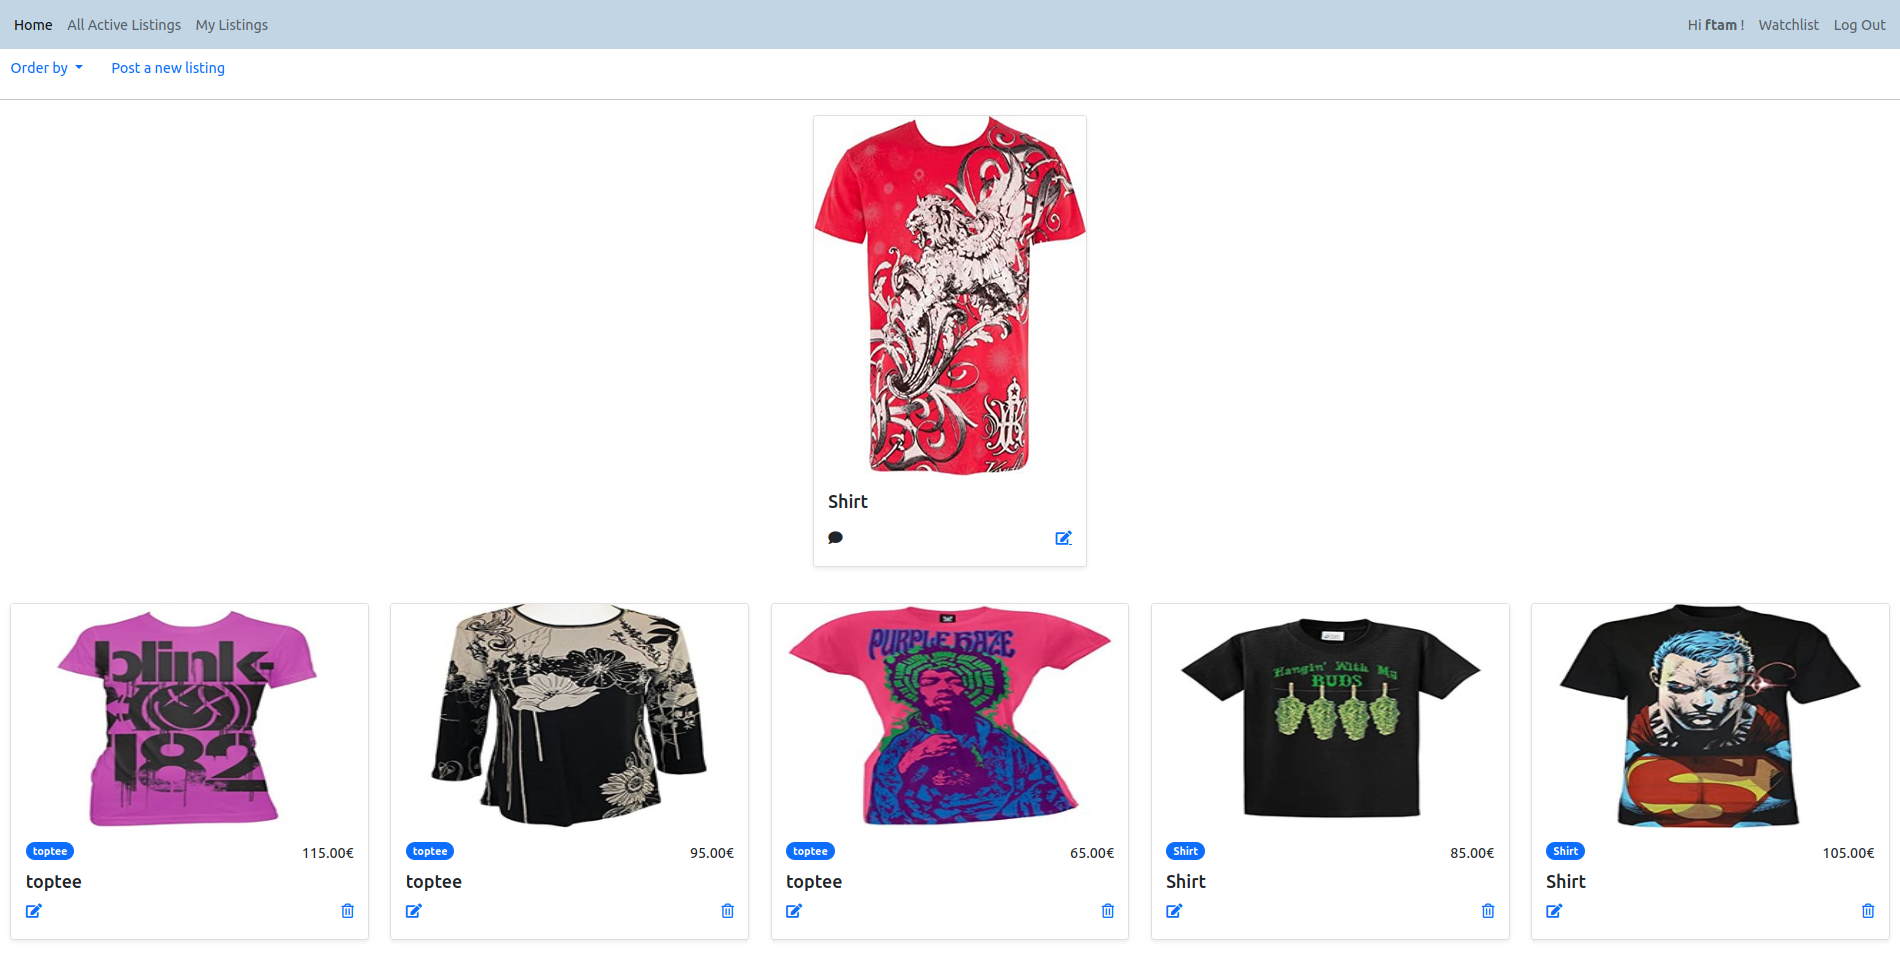 Home All Active Listings My Listings Hi ftam ! Watchlist Log Out
Order by Post a new listing
Shirt
blink-
182
PURPLE HAZE
Hangin' With My
BUDS
toptee 115.00€
toptee
toptee 95.00€
toptee
toptee 65.00€
toptee
Shirt 85.00€
Shirt
Shirt 105.00€
Shirt